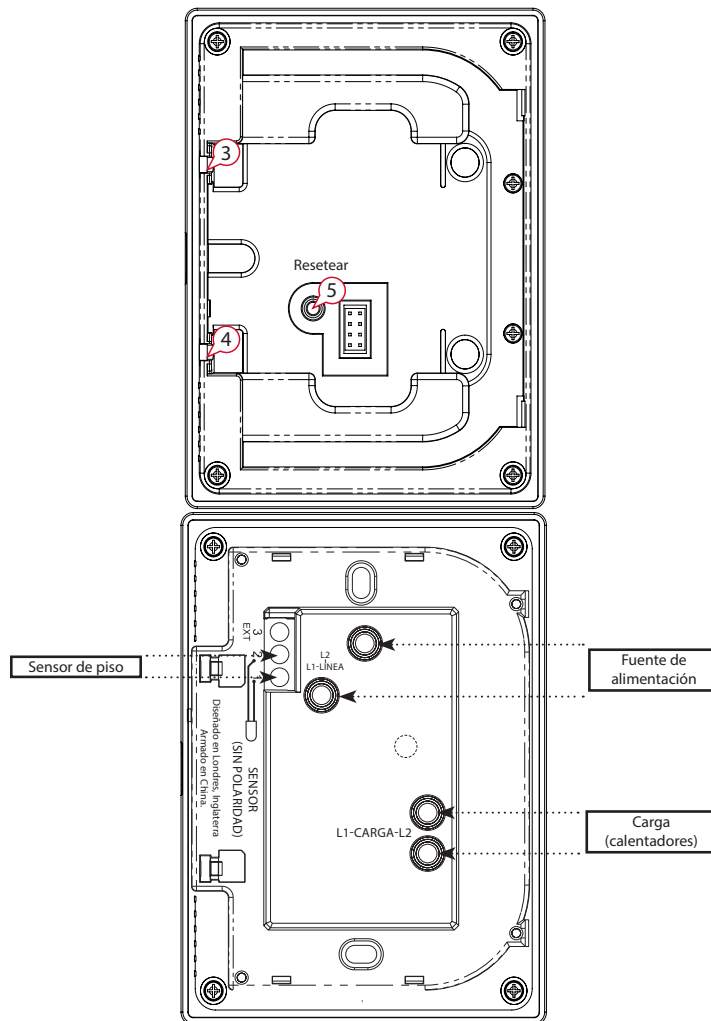 3
Resetear
5
4
Sensor de piso
3
EXT
2
1
L2
L1-LÍNEA
Fuente de
alimentación
SENSOR
(SIN POLARIDAD)
Diseñado en Londres, Inglaterra
Armado en China.
L1-CARGA-L2
Carga
(calentadores)